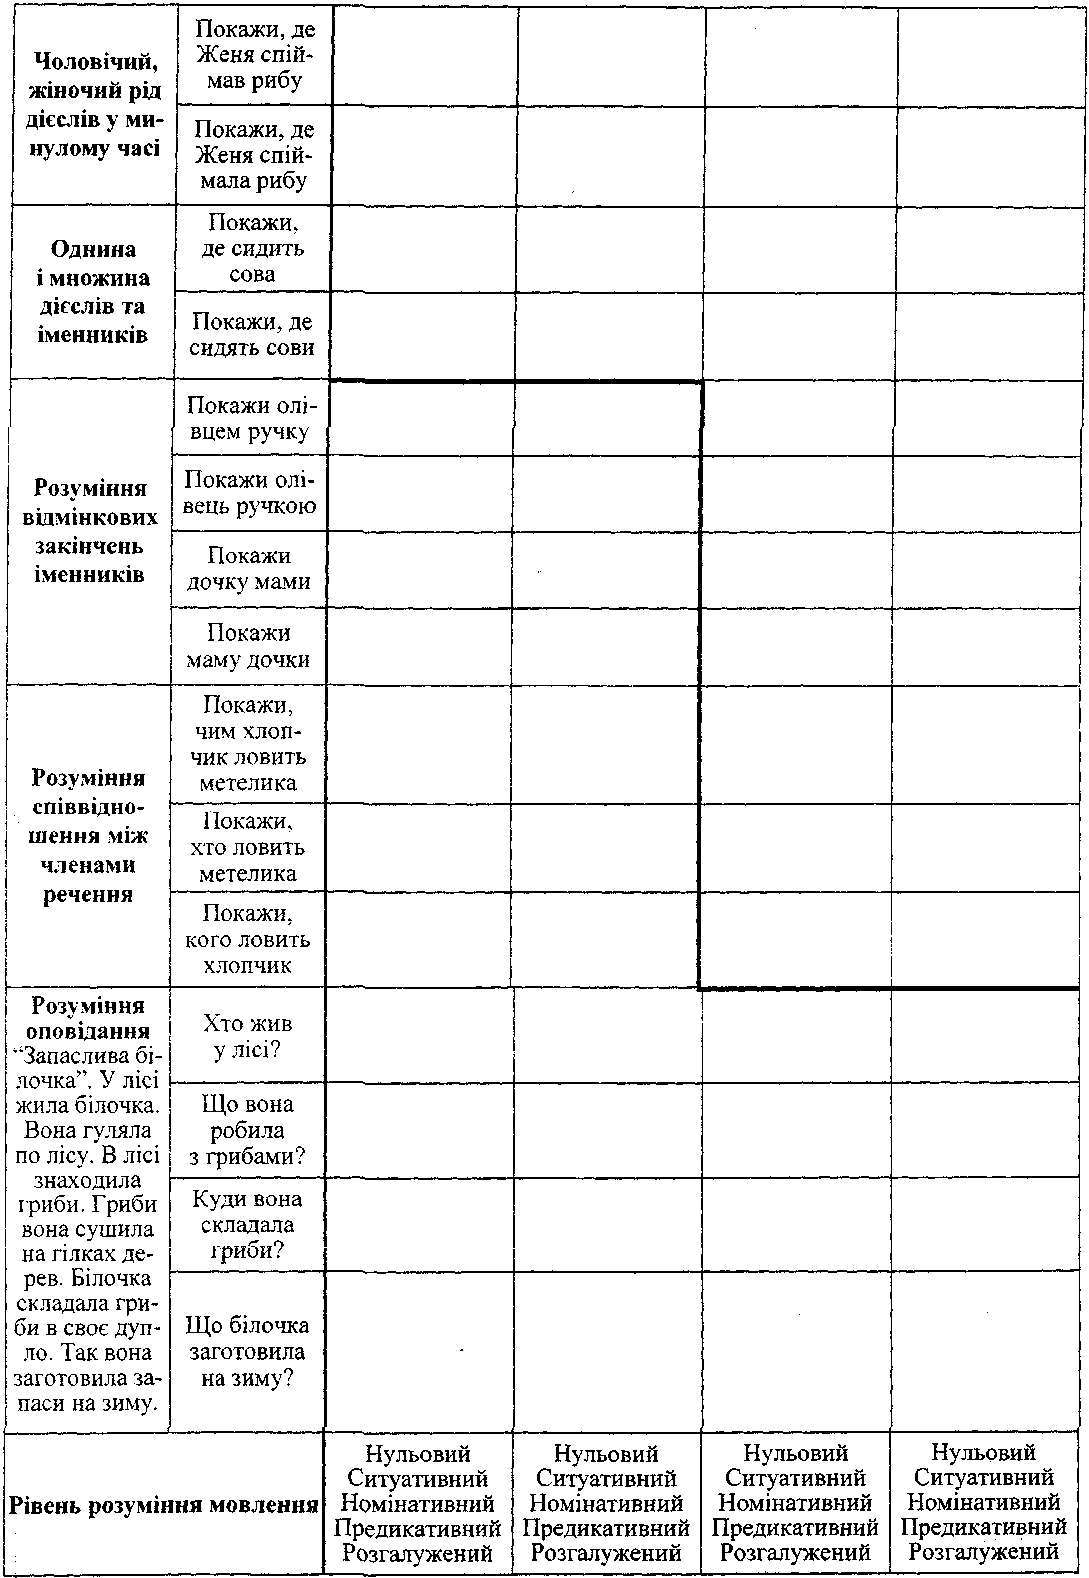 Чоловічий,
жіночий рід
дієслів у ми-
нулому часі
Покажи, де
Женя спій-
мав рибу
Покажи, де
Женя спій-
мала рибу
Однина
і множина
дієслів та
іменників
Покажи,
де сидить
сова
Покажи, де
сидять сови
Розуміння
відмінкових
закінчень
іменників
Покажи олі-
вцем ручку
Покажи олі-
вець ручкою
Покажи
дочку мами
Покажи
маму дочки
Розуміння
співвідно-
шення між
членами
речення
Покажи,
чим хлоп-
чик ловить
метелика
Покажи,
хто ловить
метелика
Покажи,
кого ловить
хлопчик
Розуміння
оповідання
“Запаслива бі-
лочка”. У лісі
жила білочка.
Вона гуляла
по лісу. В лісі
знаходила
гриби. Гриби
вона сушила
на гілках де-
рев. Білочка
складала гри-
би в своє дуп-
ло. Так вона
заготовила за-
паси на зиму.
Хто жив
у лісі?
Що вона
робила
з грибами?
Куди вона
складала
гриби?
Що білочка
заготовила
на зиму?
Рівень розуміння мовлення
Нульовий
Ситуативний
Номінативний
Предикативний
Розгалужений
Нульовий
Ситуативний
Номінативний
Предикативний
Розгалужений
Нульовий
Ситуативний
Номінативний
Предикативний
Розгалужений
Нульовий
Ситуативний
Номінативний
Предикативний
Розгалужений